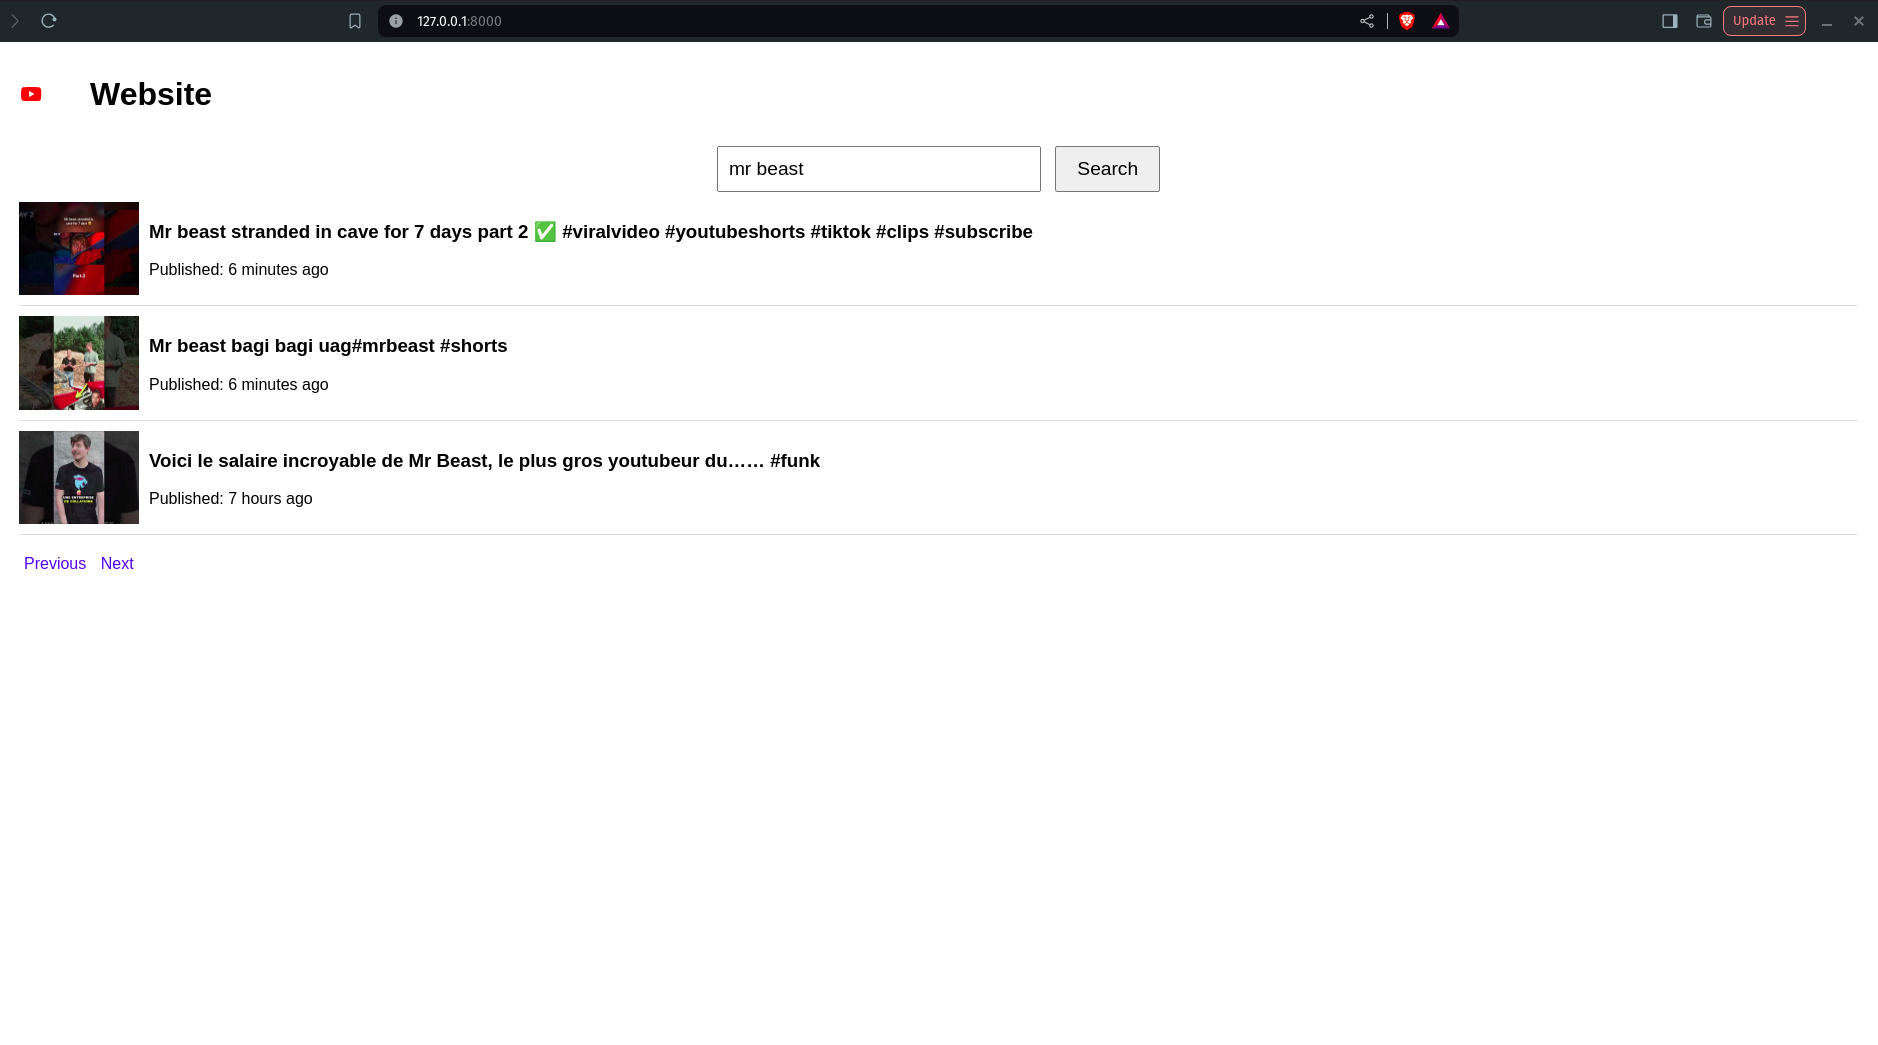 127.0.0.1:8000
Update
Website
mr beast
Search
Mr beast stranded in cave for 7 days part 2 ✅ #viralvideo #youtubeshorts #tiktok #clips #subscribe
Published: 6 minutes ago
Part 2
Mr beast bagi bagi uag#mrbeast #shorts
Published: 6 minutes ago
Voici le salaire incroyable de Mr Beast, le plus gros youtubeur du…… #funk
Published: 7 hours ago
Previous Next